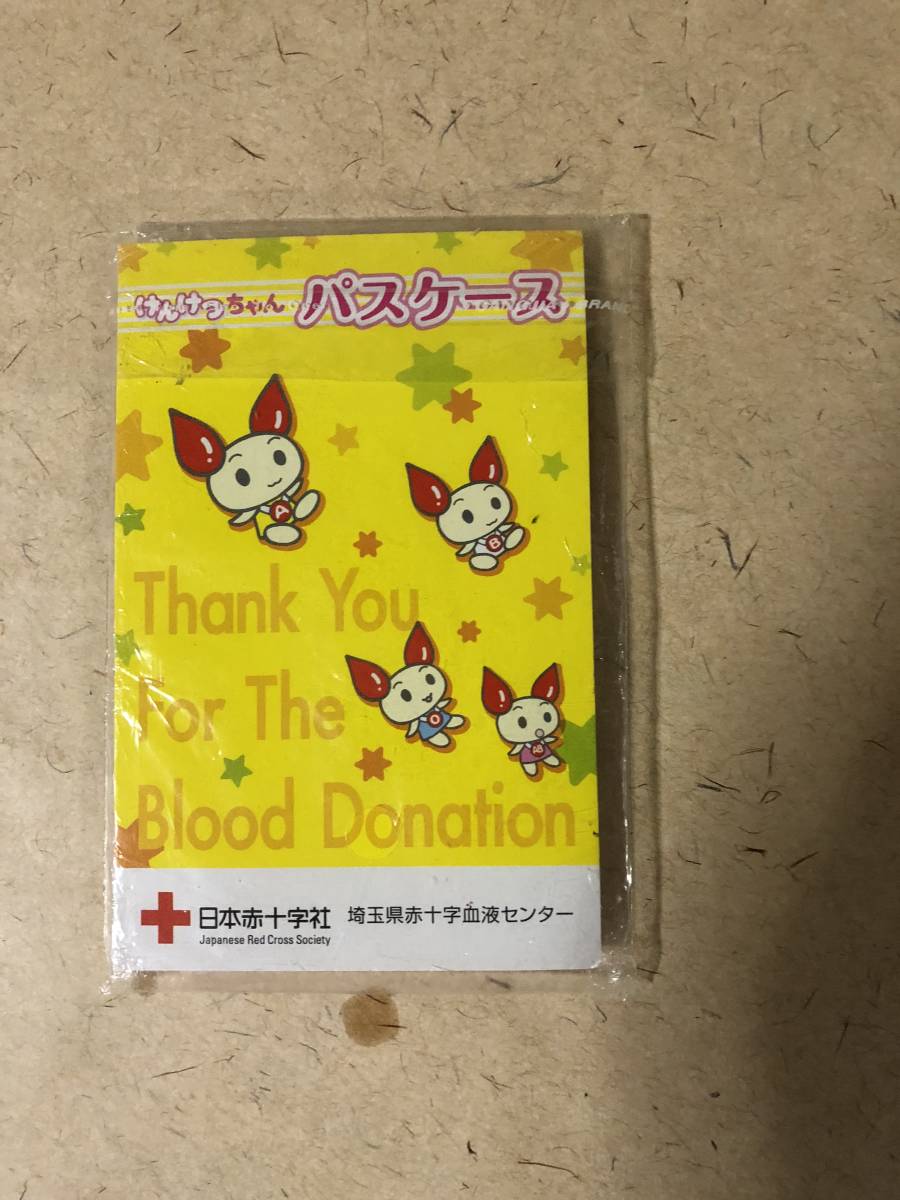 けんけつちゃん パスケース
A
B
Thank You
O
For The
AB
Blood Donation
日本赤十字社 埼玉県赤十字血液センター
Japanese Red Cross Society